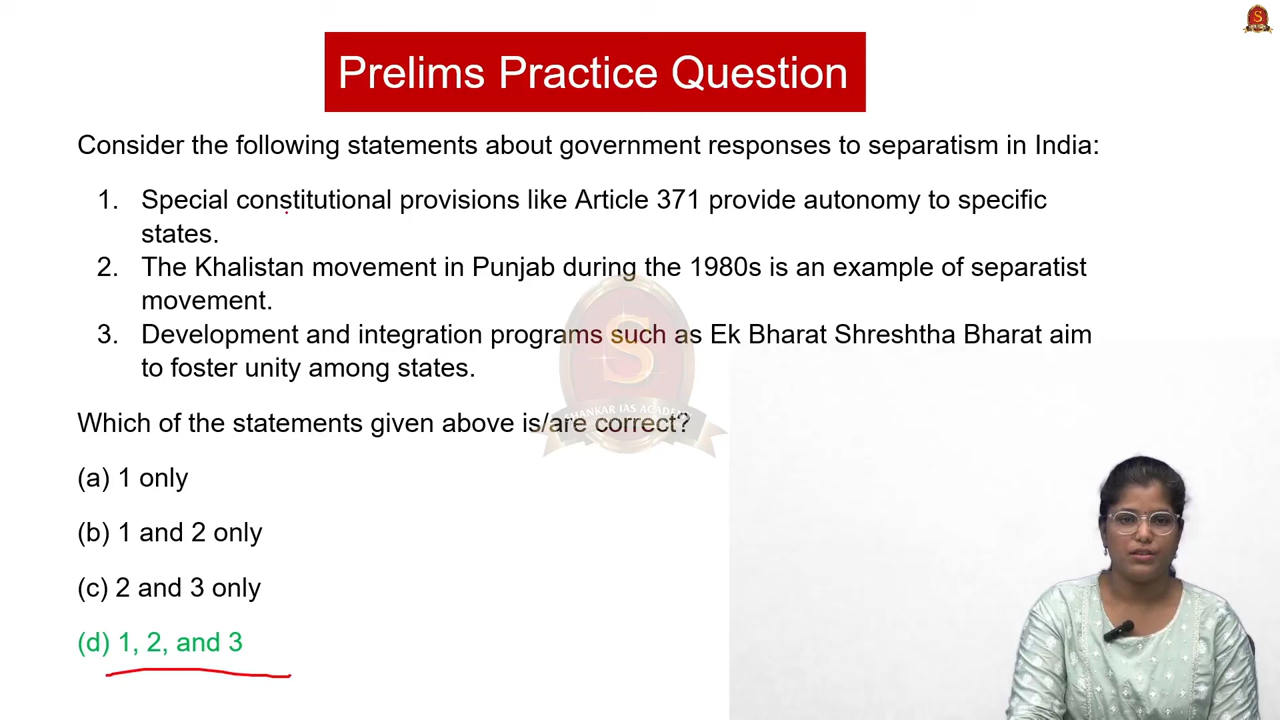 Prelims Practice Question
Consider the following statements about government responses to separatism in India:
1. Special constitutional provisions like Article 371 provide autonomy to specific
states.
2. The Khalistan movement in Punjab during the 1980s is an example of separatist
movement.
3. Development and integration programs such as Ek Bharat Shreshtha Bharat aim
to foster unity among states.
Which of the statements given above is/are correct?
(a) 1 only
(b) 1 and 2 only
(c) 2 and 3 only
(d) 1, 2, and 3
S
SHANKAR IAS ACADEMY
S